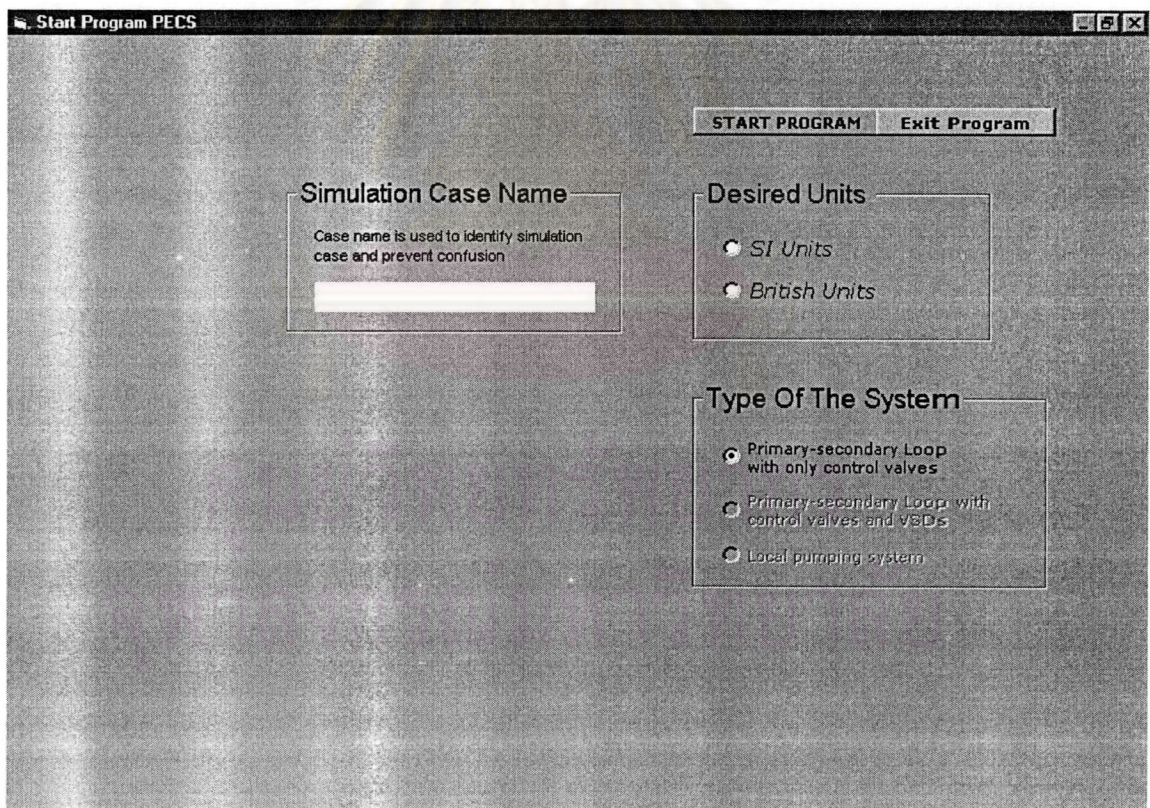 Start Program PECS
START PROGRAM Exit Program
Simulation Case Name
Case name is used to identify simulation
case and prevent confusion
Desired Units
SI Units
British Units
Type Of The System
Primary-secondary Loop
with only control valves
Primary-secondary Loop with
control valves and VSDs
Local pumping system